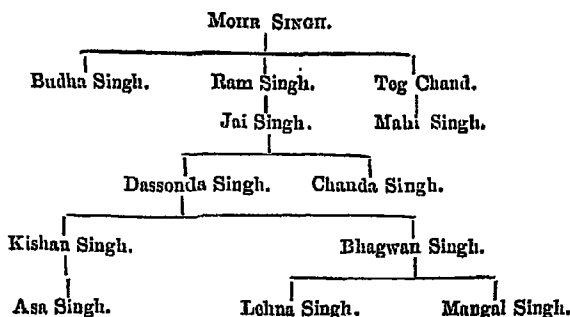 MOHR SINGH.
Budha Singh. Ram Singh. Teg Chand.
Jai Singh. Mahi Singh.
Dassonda Singh. Chanda Singh.
Kishan Singh. Bhagwan Singh.
Asa Singh. Lehna Singh. Mangal Singh.